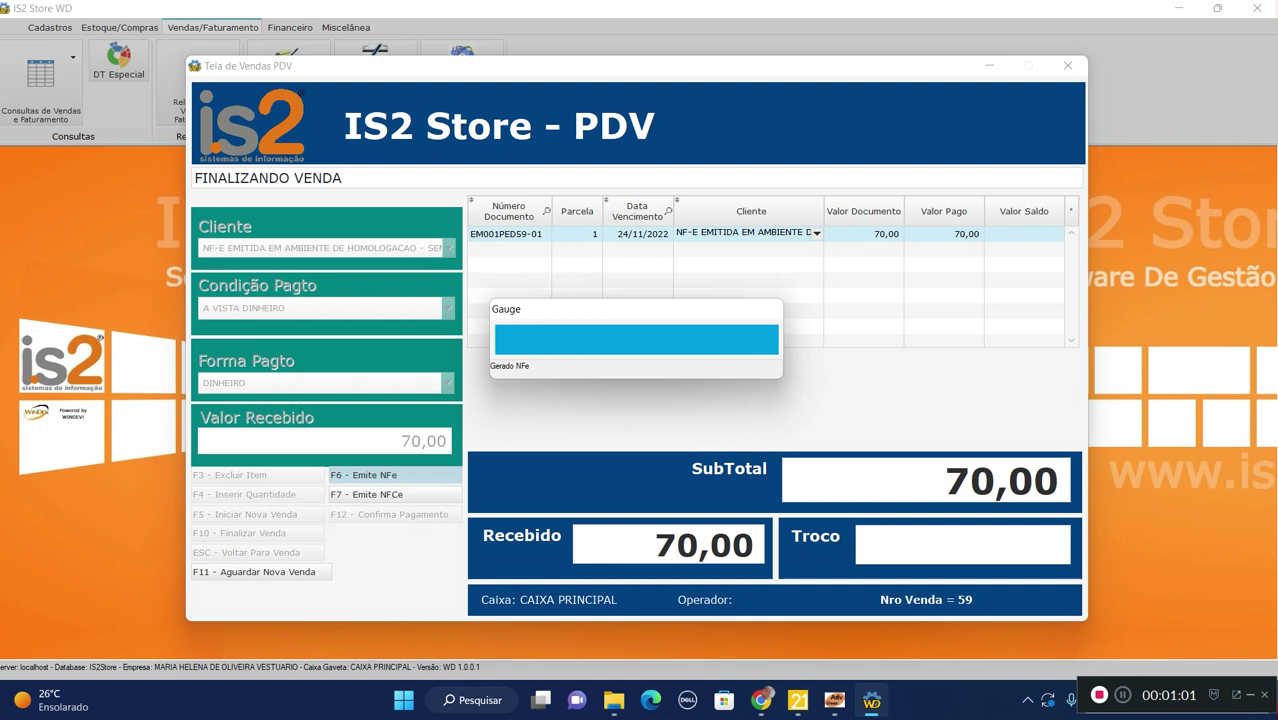 IS2 Store WD
Cadastros Estoque/Compras Vendas/Faturamento Financeiro Miscelânea
Consultas de Vendas
e Faturamento
DT Especial
Consultas
Tela de Vendas PDV
is2
sistemas de informação
IS2 Store - PDV
FINALIZANDO VENDA
Cliente
NF-E EMITIDA EM AMBIENTE DE HOMOLOGACAO - SEN
Condição Pagto
A VISTA DINHEIRO
Forma Pagto
DINHEIRO
Valor Recebido
70,00
F3 - Excluir Item F6 - Emite NFe
F4 - Inserir Quantidade F7 - Emite NFCe
F5 - Iniciar Nova Venda F12 - Confirma Pagamento
F10 - Finalizar Venda
ESC - Voltar Para Venda
F11 - Aguardar Nova Venda
Número Documento Parcela Data Vencimento Cliente Valor Documento Valor Pago Valor Saldo
EM001PED59-01 1 24/11/2022 NF-E EMITIDA EM AMBIENTE D 70,00 70,00
Gauge
Gerado NFe
SubTotal 70,00
Recebido 70,00 Troco
Caixa: CAIXA PRINCIPAL Operador: Nro Venda = 59
is2
sistemas de informação
WINDEV
Powered by
WINDEV!
2 Stor
ware De Gestão
www.is
erver: localhost - Database: IS2Store - Empresa: MARIA HELENA DE OLIVEIRA VESTUARIO - Caixa Gaveta: CAIXA PRINCIPAL - Versão: WD 1.0.0.1
26°C
Ensolarado
Pesquisar
DELL
21
Adv
WD
00:01:01